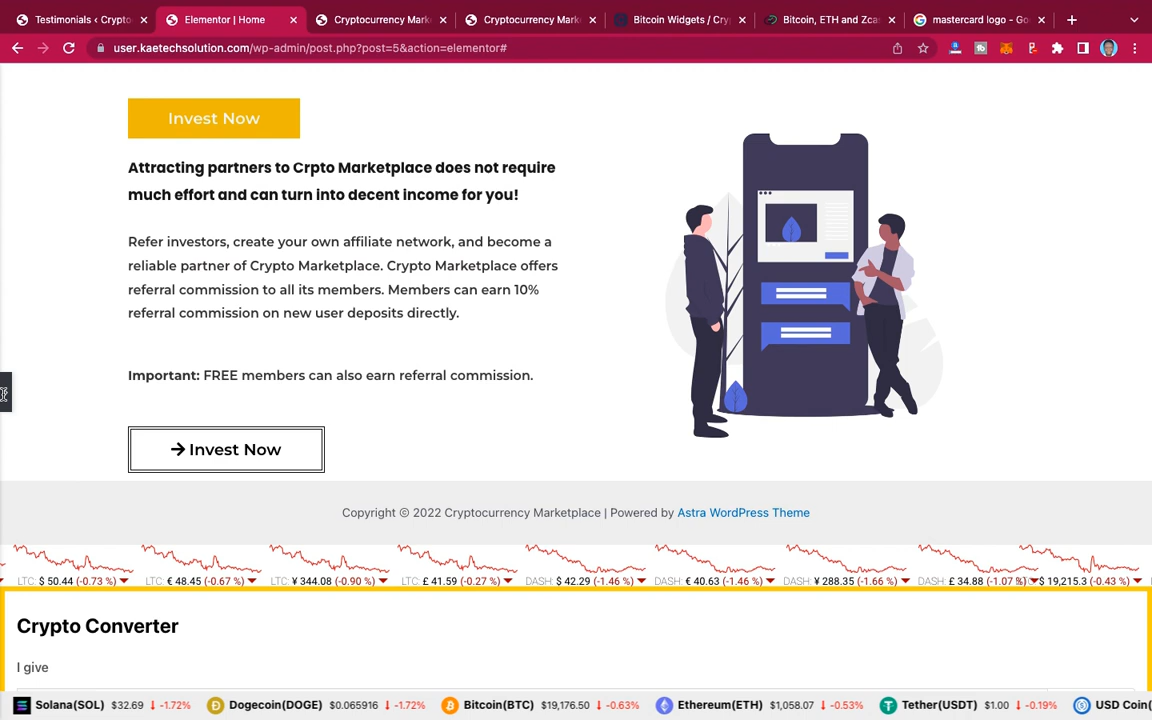 Testimonials ‹ Crypto
Elementor | Home
Cryptocurrency Mark
Cryptocurrency Mark
Bitcoin Widgets / Cry
Bitcoin, ETH and Zca
mastercard logo - Go
user.kaetechsolution.com/wp-admin/post.php?post=5&action=elementor#
Invest Now
Attracting partners to Crpto Marketplace does not require
much effort and can turn into decent income for you!
Refer investors, create your own affiliate network, and become a
reliable partner of Crypto Marketplace. Crypto Marketplace offers
referral commission to all its members. Members can earn 10%
referral commission on new user deposits directly.
Important: FREE members can also earn referral commission.
Invest Now
Copyright © 2022 Cryptocurrency Marketplace | Powered by Astra WordPress Theme
LTC: $ 50.44 (-0.73 %) LTC: € 48.45 (-0.67 %) LTC: ¥ 344.08 (-0.90 %) LTC: £ 41.59 (-0.27 %) DASH: $ 42.29 (-1.46 %) DASH: € 40.63 (-1.46 %) DASH: ¥ 288.35 (-1.66 %) DASH: £ 34.88 (-1.07 %) $ 19,215.3 (-0.43 %)
Crypto Converter
I give
Solana(SOL) $32.69 ↓ -1.72% Dogecoin(DOGE) $0.065916 ↓ -1.72% Bitcoin(BTC) $19,176.50 ↓ -0.63% Ethereum(ETH) $1,058.07 ↓ -0.53% Tether(USDT) $1.00 ↓ -0.19% USD Coin(